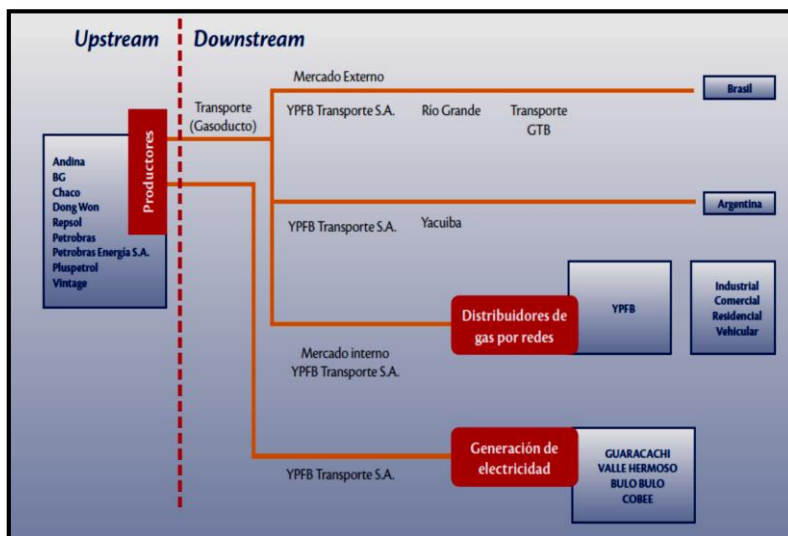 Upstream
Downstream
Mercado Externo
Brasil
Transporte
(Gasoducto)
YPFB Transporte S.A.
Río Grande
Transporte
GTB
Productores
Andina
BG
Chaco
Dong Won
Repsol
Petrobras
Petrobras Energía S.A.
Pluspetrol
Vintage
Argentina
YPFB Transporte S.A.
Yacuiba
Distribuidores de
gas por redes
YPFB
Industrial
Comercial
Residencial
Vehicular
Mercado interno
YPFB Transporte S.A.
Generación de
electricidad
GUARACACHI
VALLE HERMOSO
BULO BULO
COBEE
YPFB Transporte S.A.